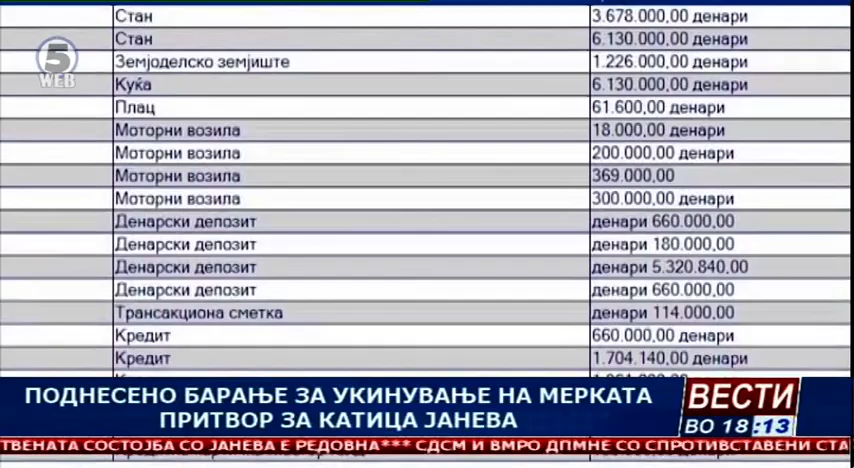 Стан 3.678.000,00 денари
Стан 6.130.000,00 денари
Земјоделско земјиште 1.226.000,00 денари
Куќа 6.130.000,00 денари
Плац 61.600,00 денари
Моторни возила 18.000,00 денари
Моторни возила 200.000,00 денари
Моторни возила 369.000,00
Моторни возила 300.000,00 денари
Денарски депозит денари 660.000,00
Денарски депозит денари 180.000,00
Денарски депозит денари 5.320.840,00
Денарски депозит денари 660.000,00
Трансакциона сметка денари 114.000,00
Кредит 660.000,00 денари
Кредит 1.704.140,00 денари
5
WEB
ПОДНЕСЕНО БАРАЊЕ ЗА УКИНУВАЊЕ НА МЕРКАТА
ПРИТВОР ЗА КАТИЦА ЈАНЕВА
ВЕСТИ
ВО 18:13
ТВЕНАТА СОСТОЈБА СО ЈАНЕВА Е РЕДОВНА*** СДСМ И ВМРО ДПМНЕ СО СПРОТИВСТАВЕНИ СТА